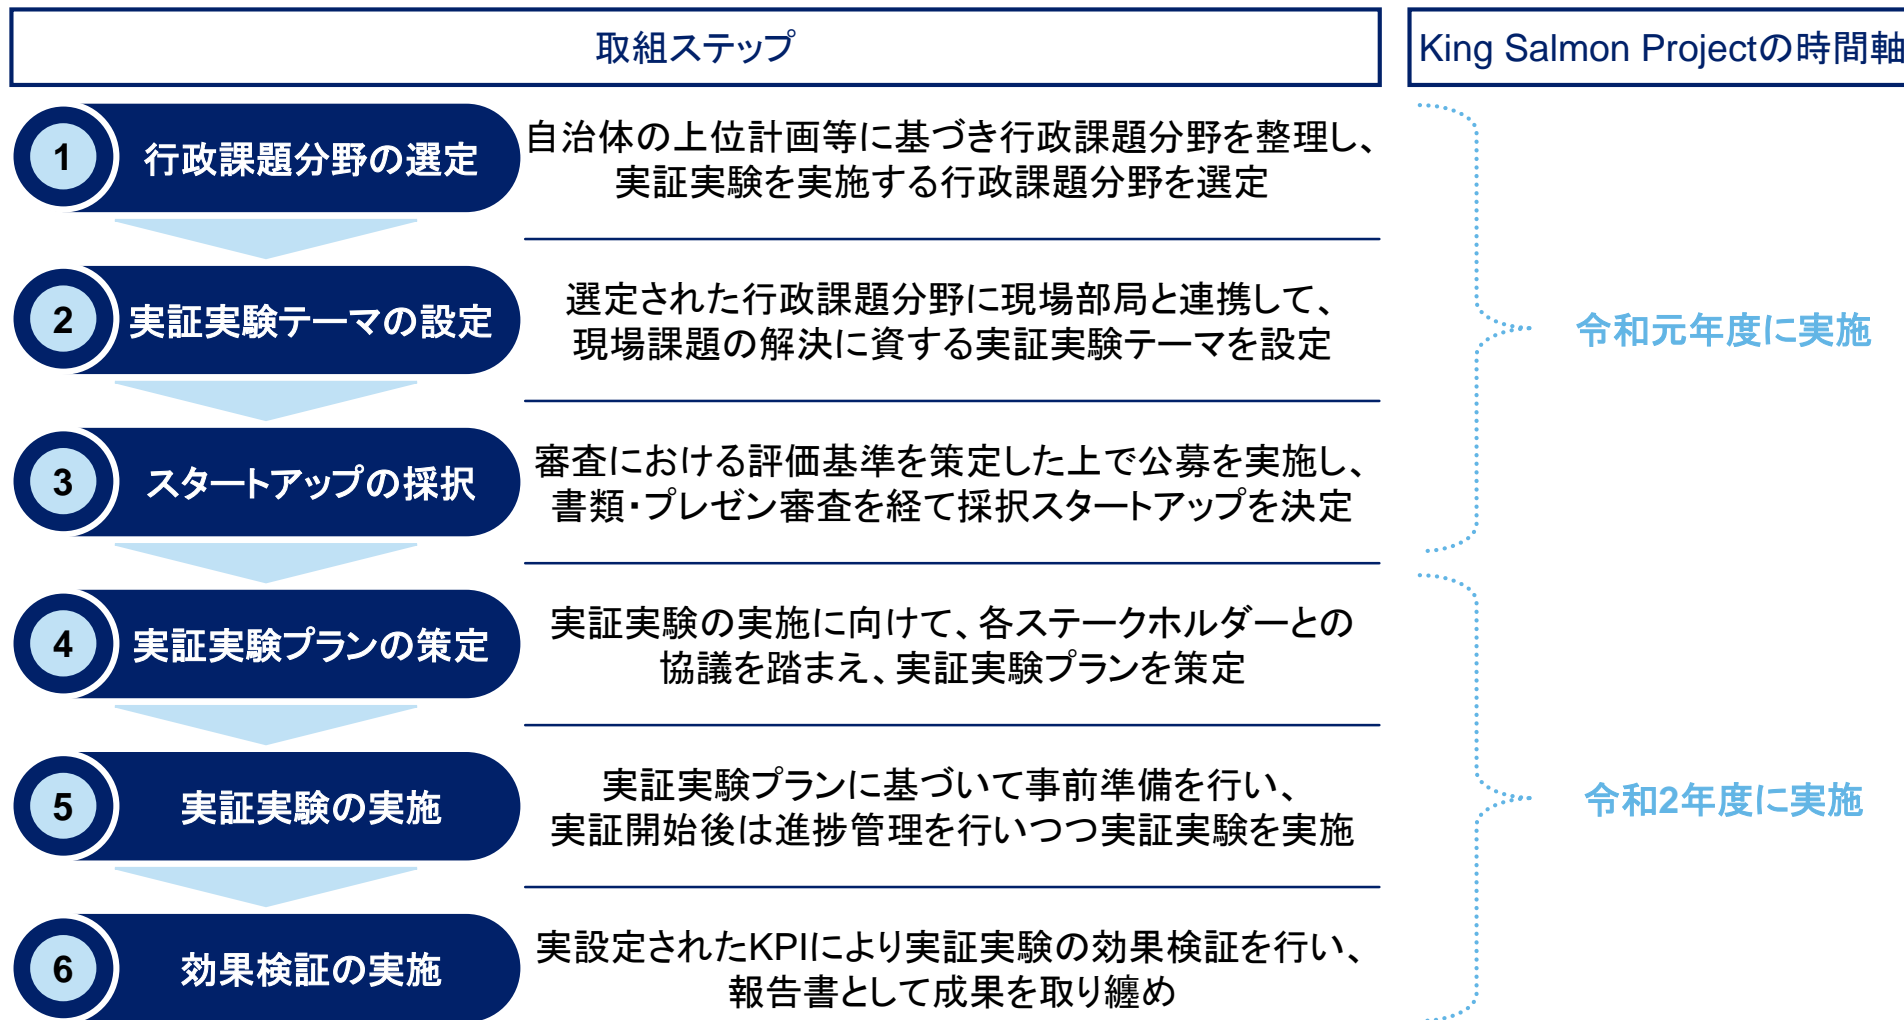 取組ステップ
King Salmon Projectの時間軸
1
行政課題分野の選定
自治体の上位計画等に基づき行政課題分野を整理し、
実証実験を実施する行政課題分野を選定
2
実証実験テーマの設定
選定された行政課題分野に現場部局と連携して、
現場課題の解決に資する実証実験テーマを設定
令和元年度に実施
3
スタートアップの採択
審査における評価基準を策定した上で公募を実施し、
書類・プレゼン審査を経て採択スタートアップを決定
4
実証実験プランの策定
実証実験の実施に向けて、各ステークホルダーとの
協議を踏まえ、実証実験プランを策定
5
実証実験の実施
実証実験プランに基づいて事前準備を行い、
実証開始後は進捗管理を行いつつ実証実験を実施
令和2年度に実施
6
効果検証の実施
実設定されたKPIにより実証実験の効果検証を行い、
報告書として成果を取り纏め